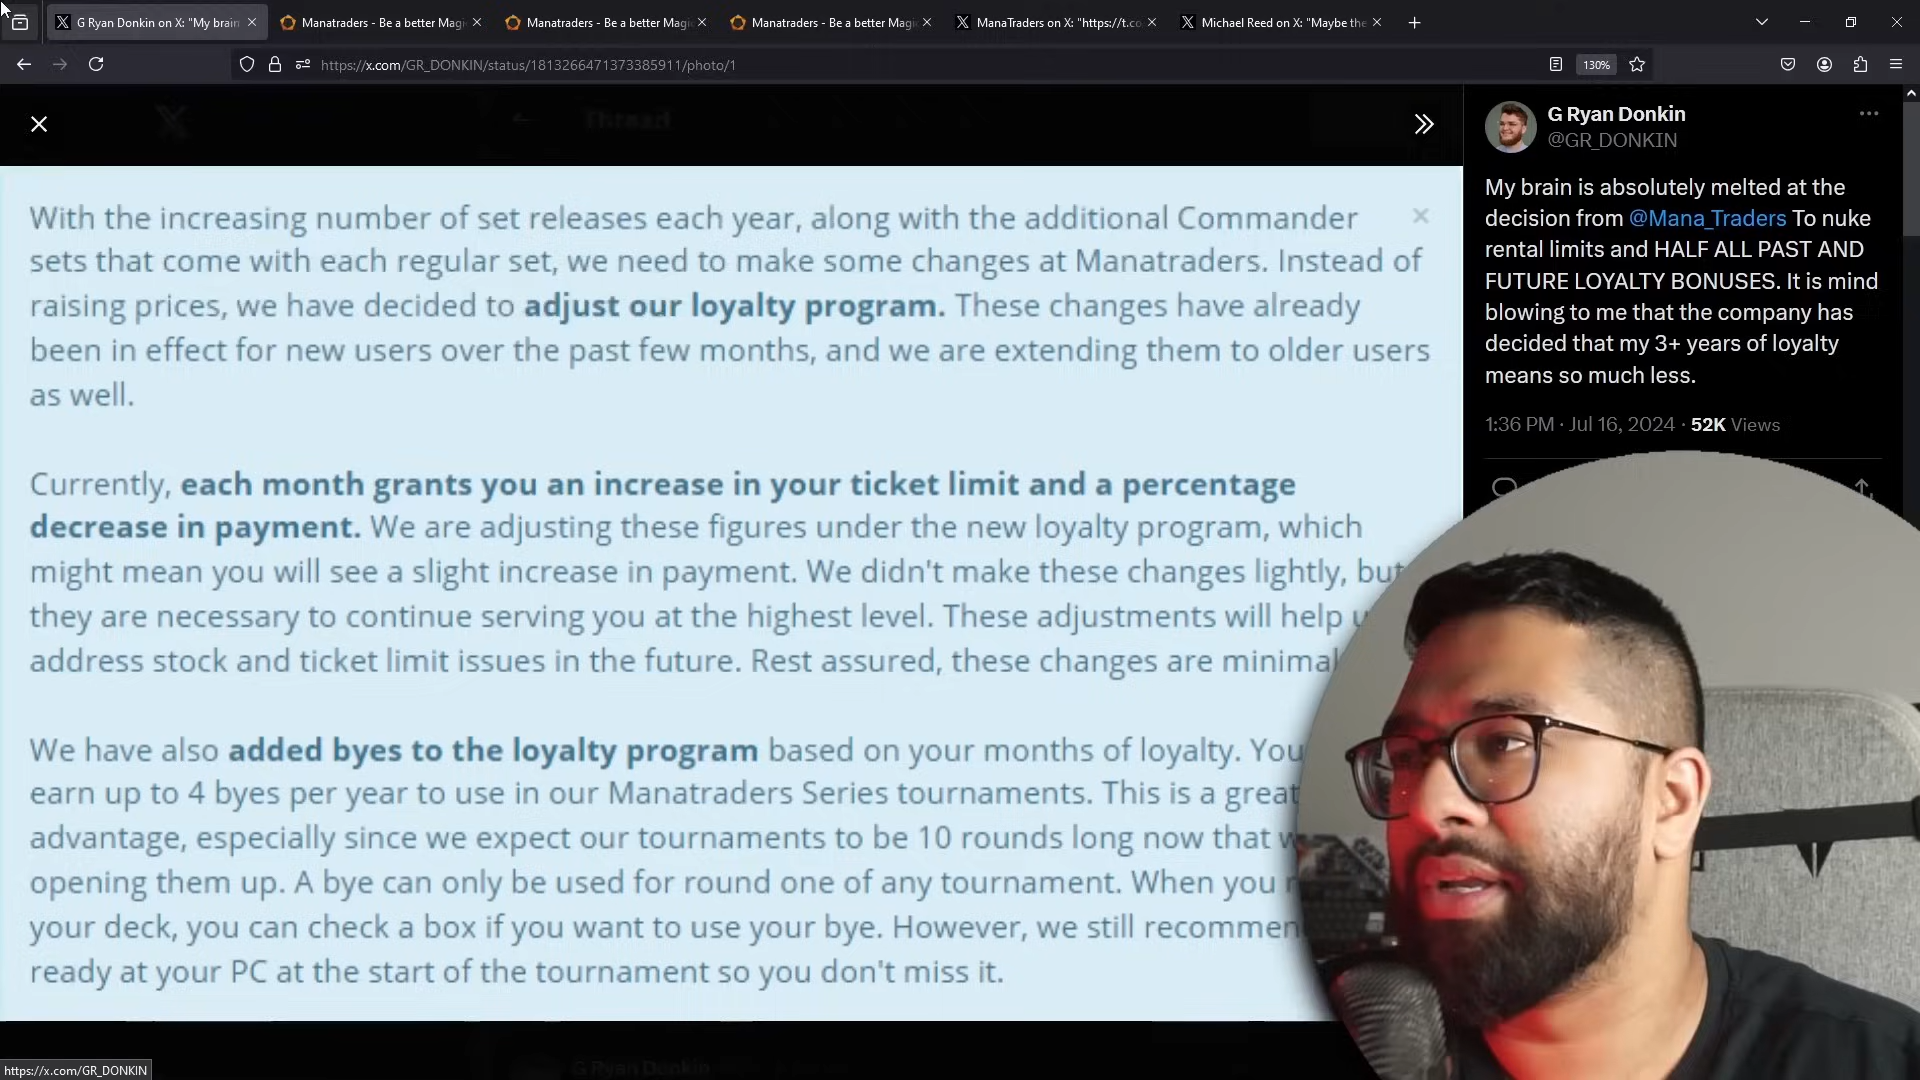 G Ryan Donkin on X: "My brain
Manatraders - Be a better Magi
Manatraders - Be a better Magi
Manatraders - Be a better Magi
ManaTraders on X: "https://t.co
Michael Reed on X: "Maybe the
https://x.com/GR_DONKIN/status/1813266471373385911/photo/1
130%
Thread
With the increasing number of set releases each year, along with the additional Commander
sets that come with each regular set, we need to make some changes at Manatraders. Instead of
raising prices, we have decided to adjust our loyalty program. These changes have already
been in effect for new users over the past few months, and we are extending them to older users
as well.
Currently, each month grants you an increase in your ticket limit and a percentage
decrease in payment. We are adjusting these figures under the new loyalty program, which
might mean you will see a slight increase in payment. We didn't make these changes lightly, but
they are necessary to continue serving you at the highest level. These adjustments will help u
address stock and ticket limit issues in the future. Rest assured, these changes are minimal
We have also added byes to the loyalty program based on your months of loyalty. You
earn up to 4 byes per year to use in our Manatraders Series tournaments. This is a great
advantage, especially since we expect our tournaments to be 10 rounds long now that w
opening them up. A bye can only be used for round one of any tournament. When you
your deck, you can check a box if you want to use your bye. However, we still recommen
ready at your PC at the start of the tournament so you don't miss it.
G Ryan Donkin
@GR_DONKIN
My brain is absolutely melted at the
decision from @Mana_Traders To nuke
rental limits and HALF ALL PAST AND
FUTURE LOYALTY BONUSES. It is mind
blowing to me that the company has
decided that my 3+ years of loyalty
means so much less.
1:36 PM · Jul 16, 2024 · 52K Views
G Ryan Donkin
https://x.com/GR_DONKIN